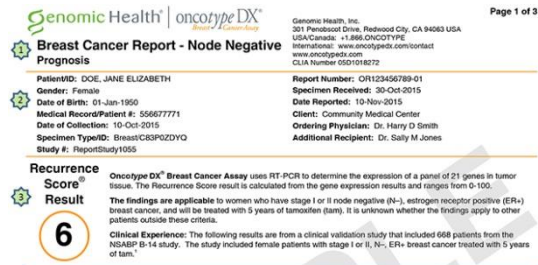 Genomic Health® oncotype DX®
Breast Cancer Assay
Genomic Health, Inc.
301 Penobscot Drive, Redwood City, CA 94063 USA
USA/Canada: +1.866.ONCOTYPE
International: www.oncotypedx.com/contact
www.oncotypedx.com
CLIA Number 05D1018272
Page 1 of 3
1 Breast Cancer Report - Node Negative
Prognosis
2
Patient/ID: DOE, JANE ELIZABETH
Gender: Female
Date of Birth: 01-Jan-1950
Medical Record/Patient #: 556677771
Date of Collection: 10-Oct-2015
Specimen Type/ID: Breast/C83P0ZDYQ
Study #: ReportStudy1055
Report Number: OR123456789-01
Specimen Received: 30-Oct-2015
Date Reported: 10-Nov-2015
Client: Community Medical Center
Ordering Physician: Dr. Harry D Smith
Additional Recipient: Dr. Sally M Jones
3
Recurrence
Score®
Result
6
Oncotype DX® Breast Cancer Assay uses RT-PCR to determine the expression of a panel of 21 genes in tumor
tissue. The Recurrence Score result is calculated from the gene expression results and ranges from 0-100.
The findings are applicable to women who have stage I or II node negative (N–), estrogen receptor positive (ER+)
breast cancer, and will be treated with 5 years of tamoxifen (tam). It is unknown whether the findings apply to other
patients outside these criteria.
Clinical Experience: The following results are from a clinical validation study that included 668 patients from the
NSABP B-14 study. The study included female patients with stage I or II, N–, ER+ breast cancer treated with 5 years
of tam.¹